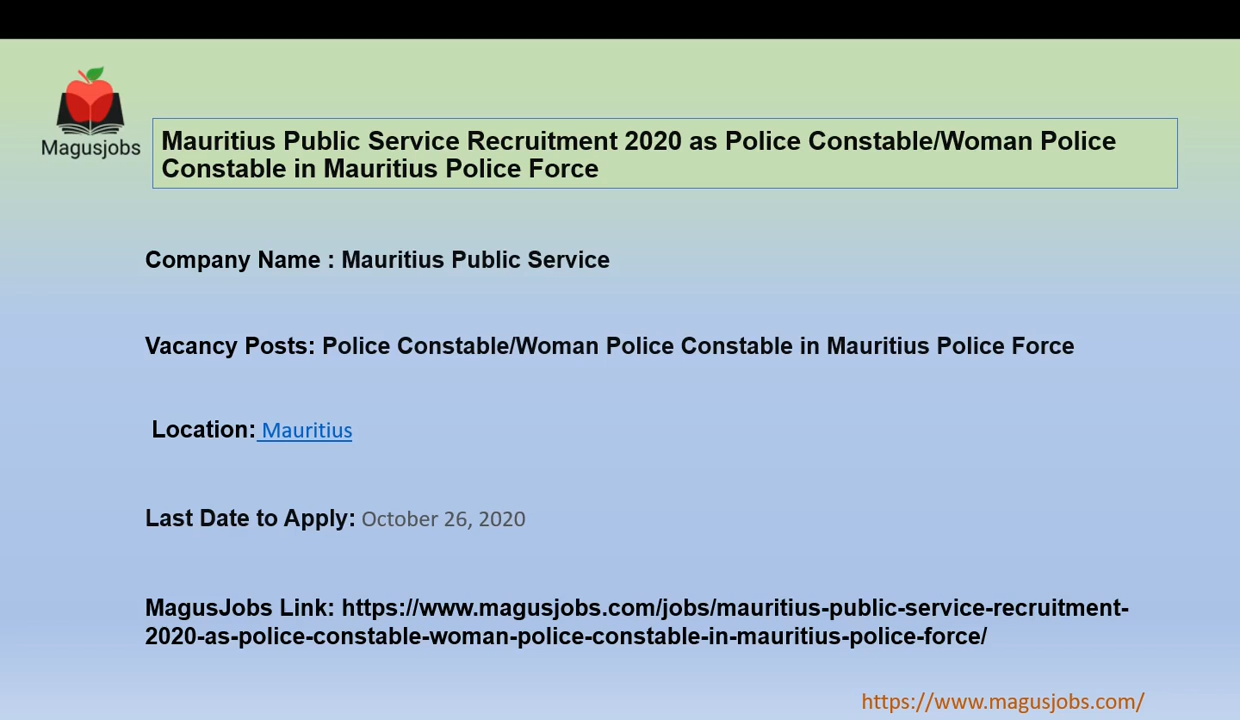 Magusjobs
Mauritius Public Service Recruitment 2020 as Police Constable/Woman Police
Constable in Mauritius Police Force
Company Name : Mauritius Public Service
Vacancy Posts: Police Constable/Woman Police Constable in Mauritius Police Force
Location: Mauritius
Last Date to Apply: October 26, 2020
MagusJobs Link: https://www.magusjobs.com/jobs/mauritius-public-service-recruitment-
2020-as-police-constable-woman-police-constable-in-mauritius-police-force/
https://www.magusjobs.com/